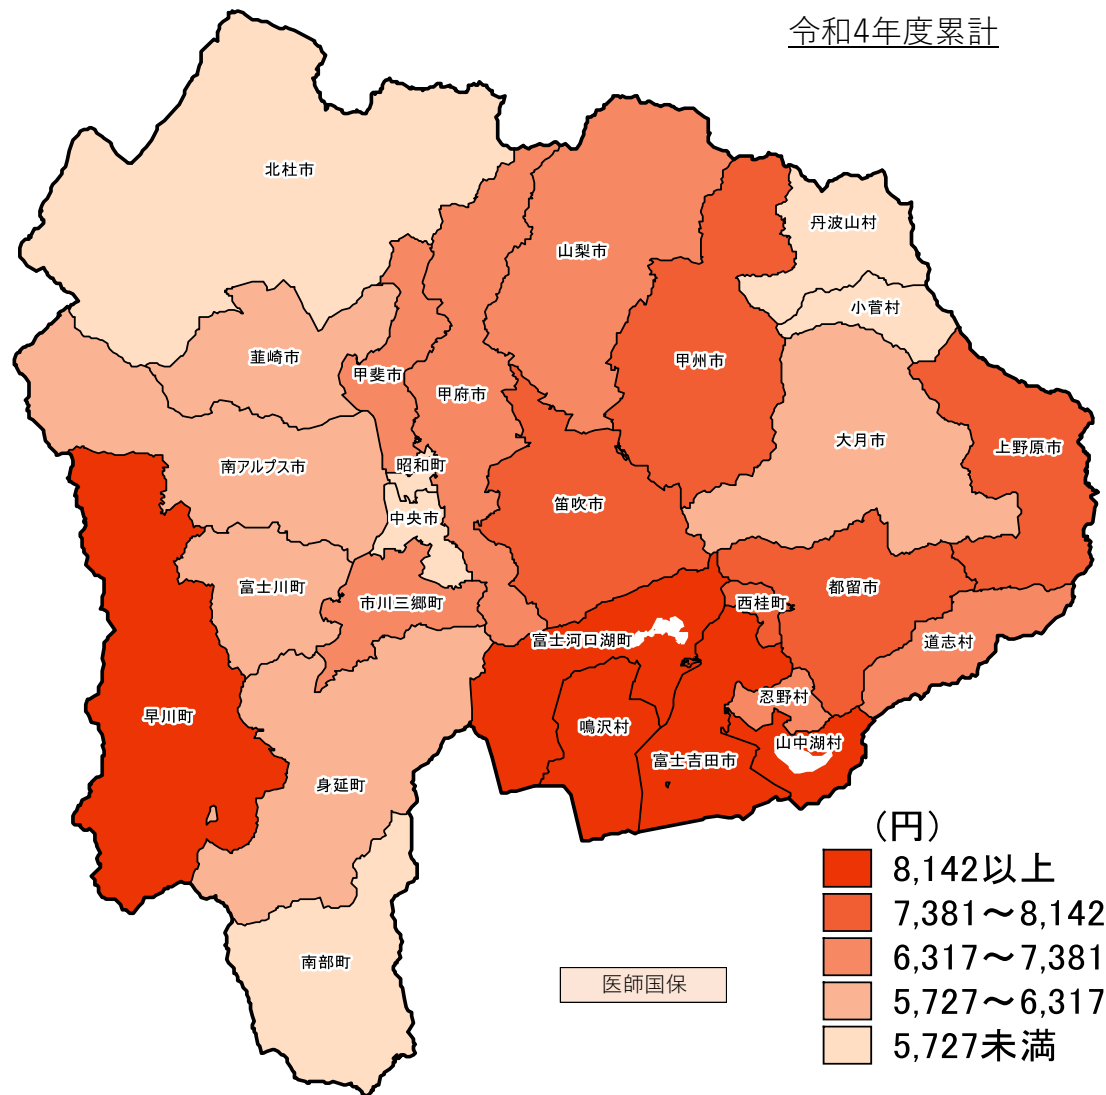 令和4年度累計
北杜市
丹波山村
山梨市
小菅村
韮崎市
甲州市
甲斐市
甲府市
大月市
上野原市
南アルプス市
昭和町
笛吹市
中央市
富士川町
都留市
市川三郷町
西桂町
富士河口湖町
道志村
忍野村
早川町
鳴沢村
山中湖村
富士吉田市
身延町
南部町
(円)
8,142以上
7,381～8,142
6,317～7,381
5,727～6,317
5,727未満
医師国保